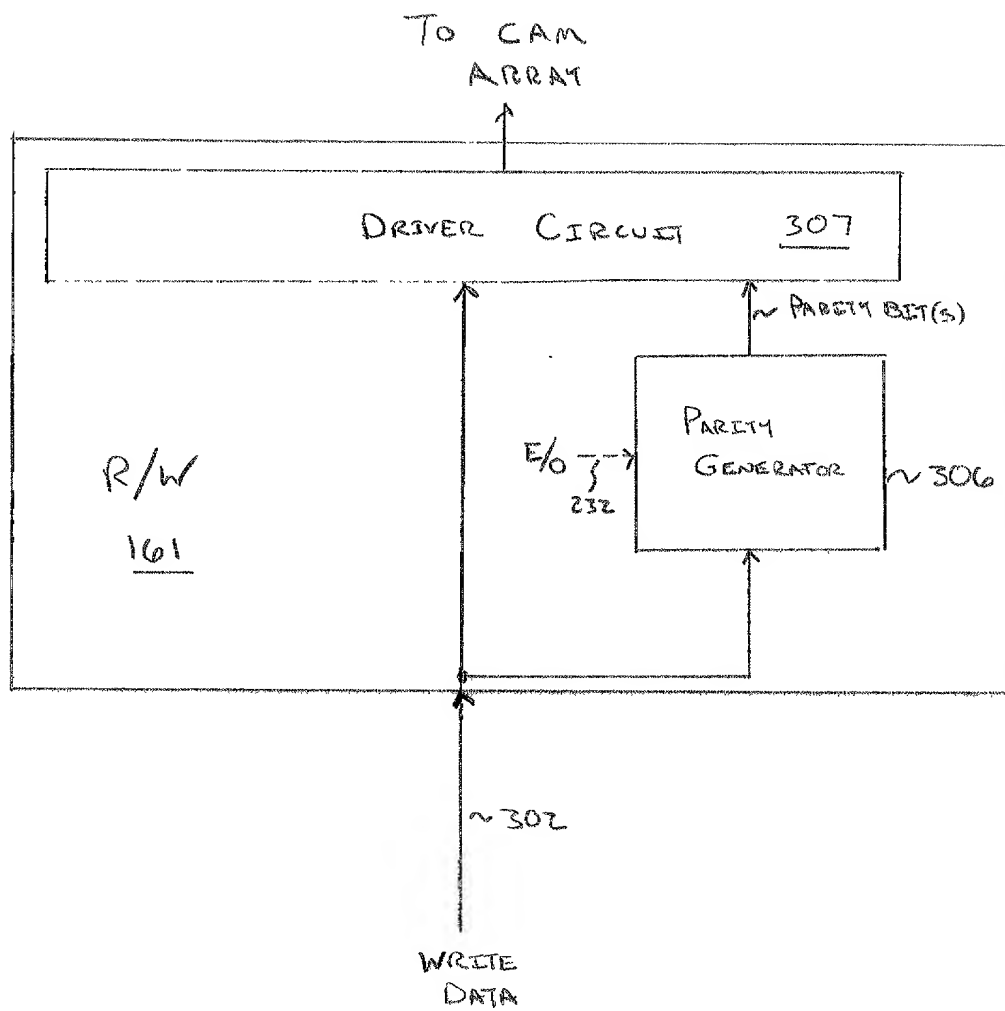 TO CAM
ARRAY
DRIVER CIRCUIT 307
~ PARITY BIT(S)
PARITY
GENERATOR
E/O
232
~ 306
R/W
161
~ 302
WRITE
DATA